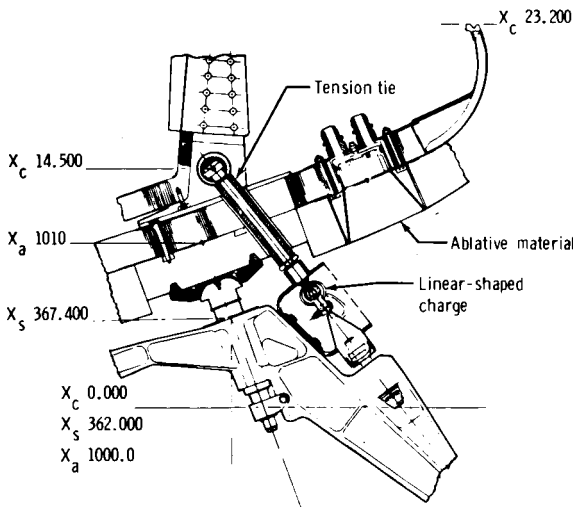 X_c 23.200
Tension tie
X_c 14.500
X_a 1010
Ablative material
Linear-shaped
charge
X_s 367.400
X_c 0.000
X_s 362.000
X_a 1000.0